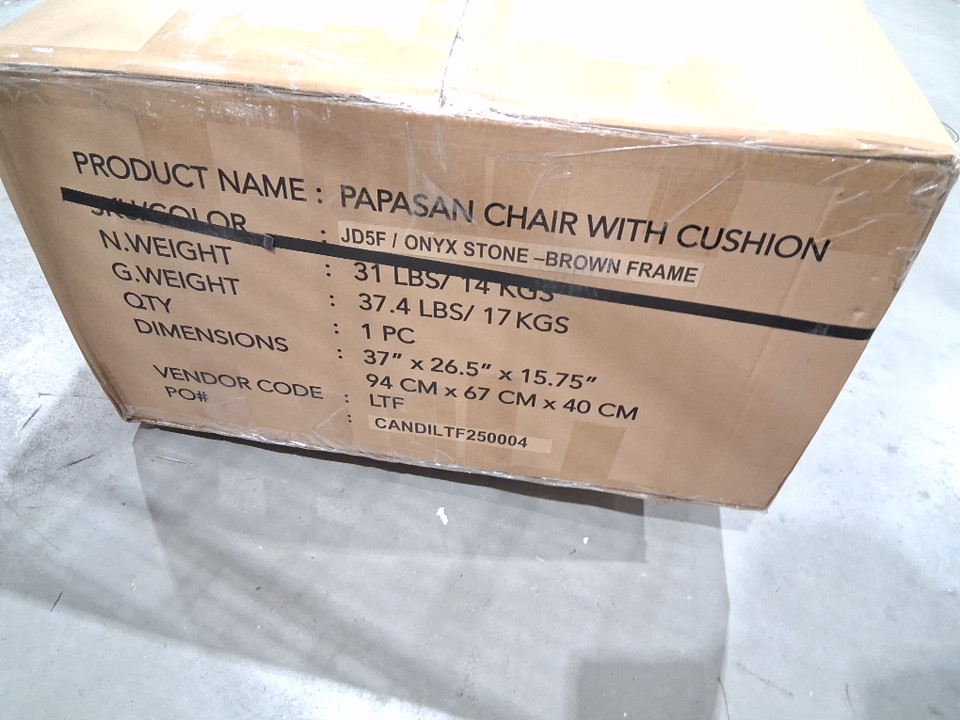 PRODUCT NAME : PAPASAN CHAIR WITH CUSHION
SKU/COLOR : JD5F / ONYX STONE –BROWN FRAME
N.WEIGHT : 31 LBS/ 14 KGS
G.WEIGHT : 37.4 LBS/ 17 KGS
QTY : 1 PC
DIMENSIONS : 37” x 26.5” x 15.75”
94 CM x 67 CM x 40 CM
VENDOR CODE : LTF
PO# : CANDILTF250004